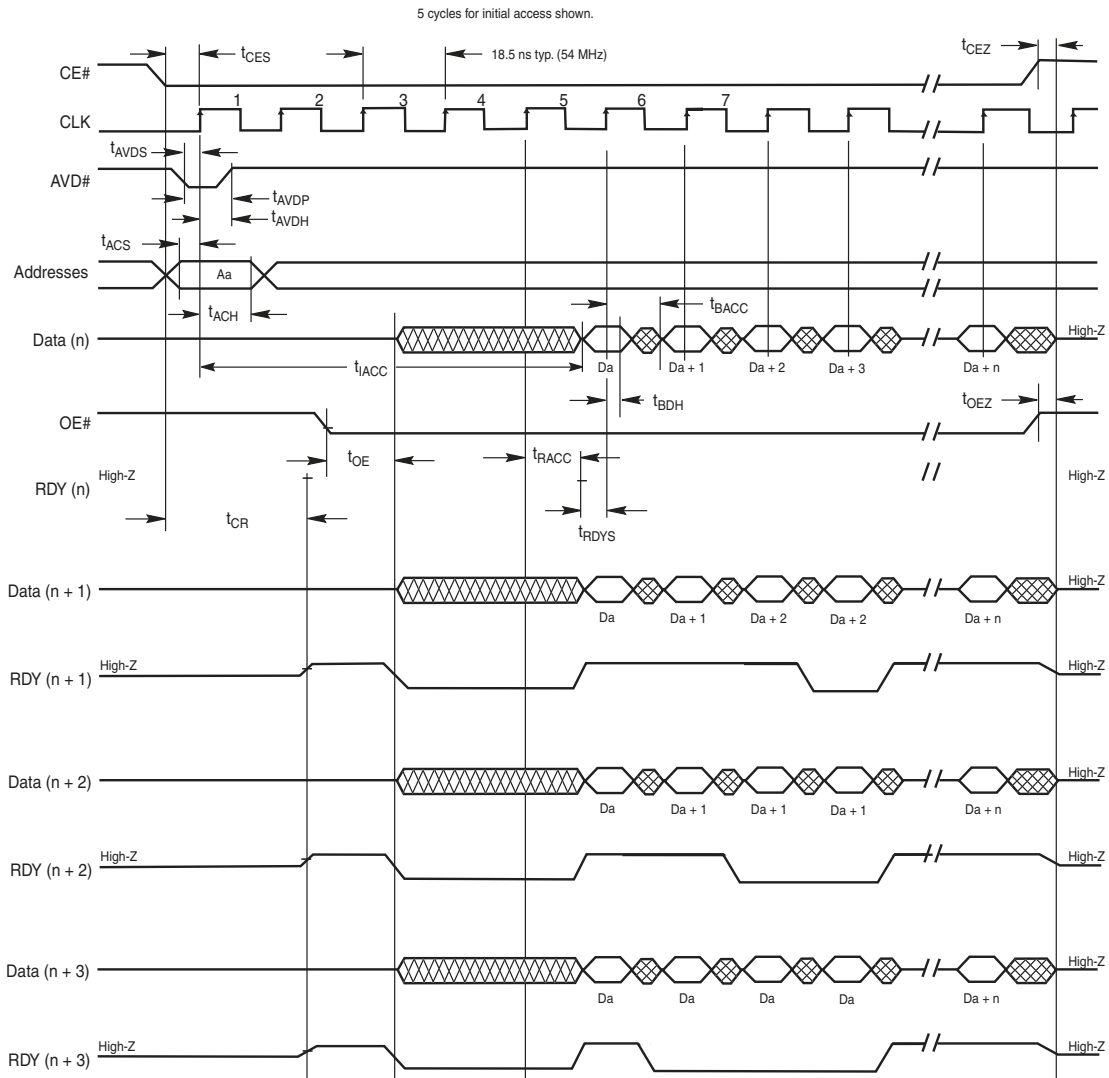 5 cycles for initial access shown.
tCES
18.5 ns typ. (54 MHz)
tCEZ
CE#
1 2 3 4 5 6 7
CLK
tAVDS
AVD#
tAVDP
tAVDH
tACS
Addresses
Aa
tACH
tBACC
Data (n)
High-Z
tIACC
Da
Da + 1
Da + 2
Da + 3
Da + n
tBDH
tOEZ
OE#
tOE
tRACC
High-Z
High-Z
RDY (n)
tCR
tRDYS
Data (n + 1)
High-Z
Da
Da + 1
Da + 2
Da + 2
Da + n
High-Z
High-Z
RDY (n + 1)
Data (n + 2)
High-Z
Da
Da + 1
Da + 1
Da + 1
Da + n
High-Z
High-Z
RDY (n + 2)
Data (n + 3)
High-Z
Da
Da
Da
Da
Da + n
High-Z
High-Z
RDY (n + 3)